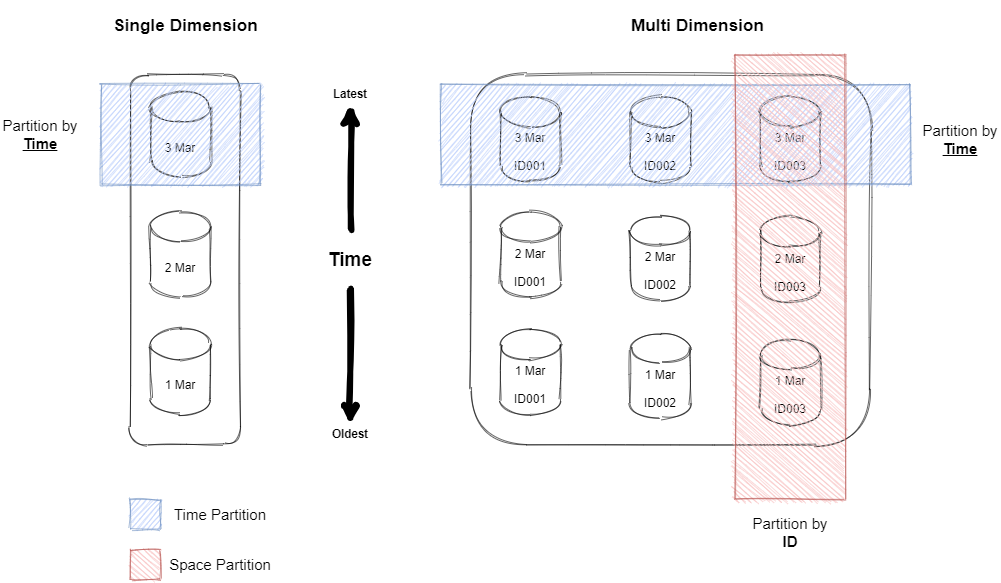 Single Dimension
Multi Dimension
Partition by
Time
3 Mar
2 Mar
1 Mar
Latest
Time
Oldest
3 Mar
ID001
3 Mar
ID002
3 Mar
ID003
Partition by
Time
2 Mar
ID001
2 Mar
ID002
2 Mar
ID003
1 Mar
ID001
1 Mar
ID002
1 Mar
ID003
Partition by
ID
Time Partition
Space Partition